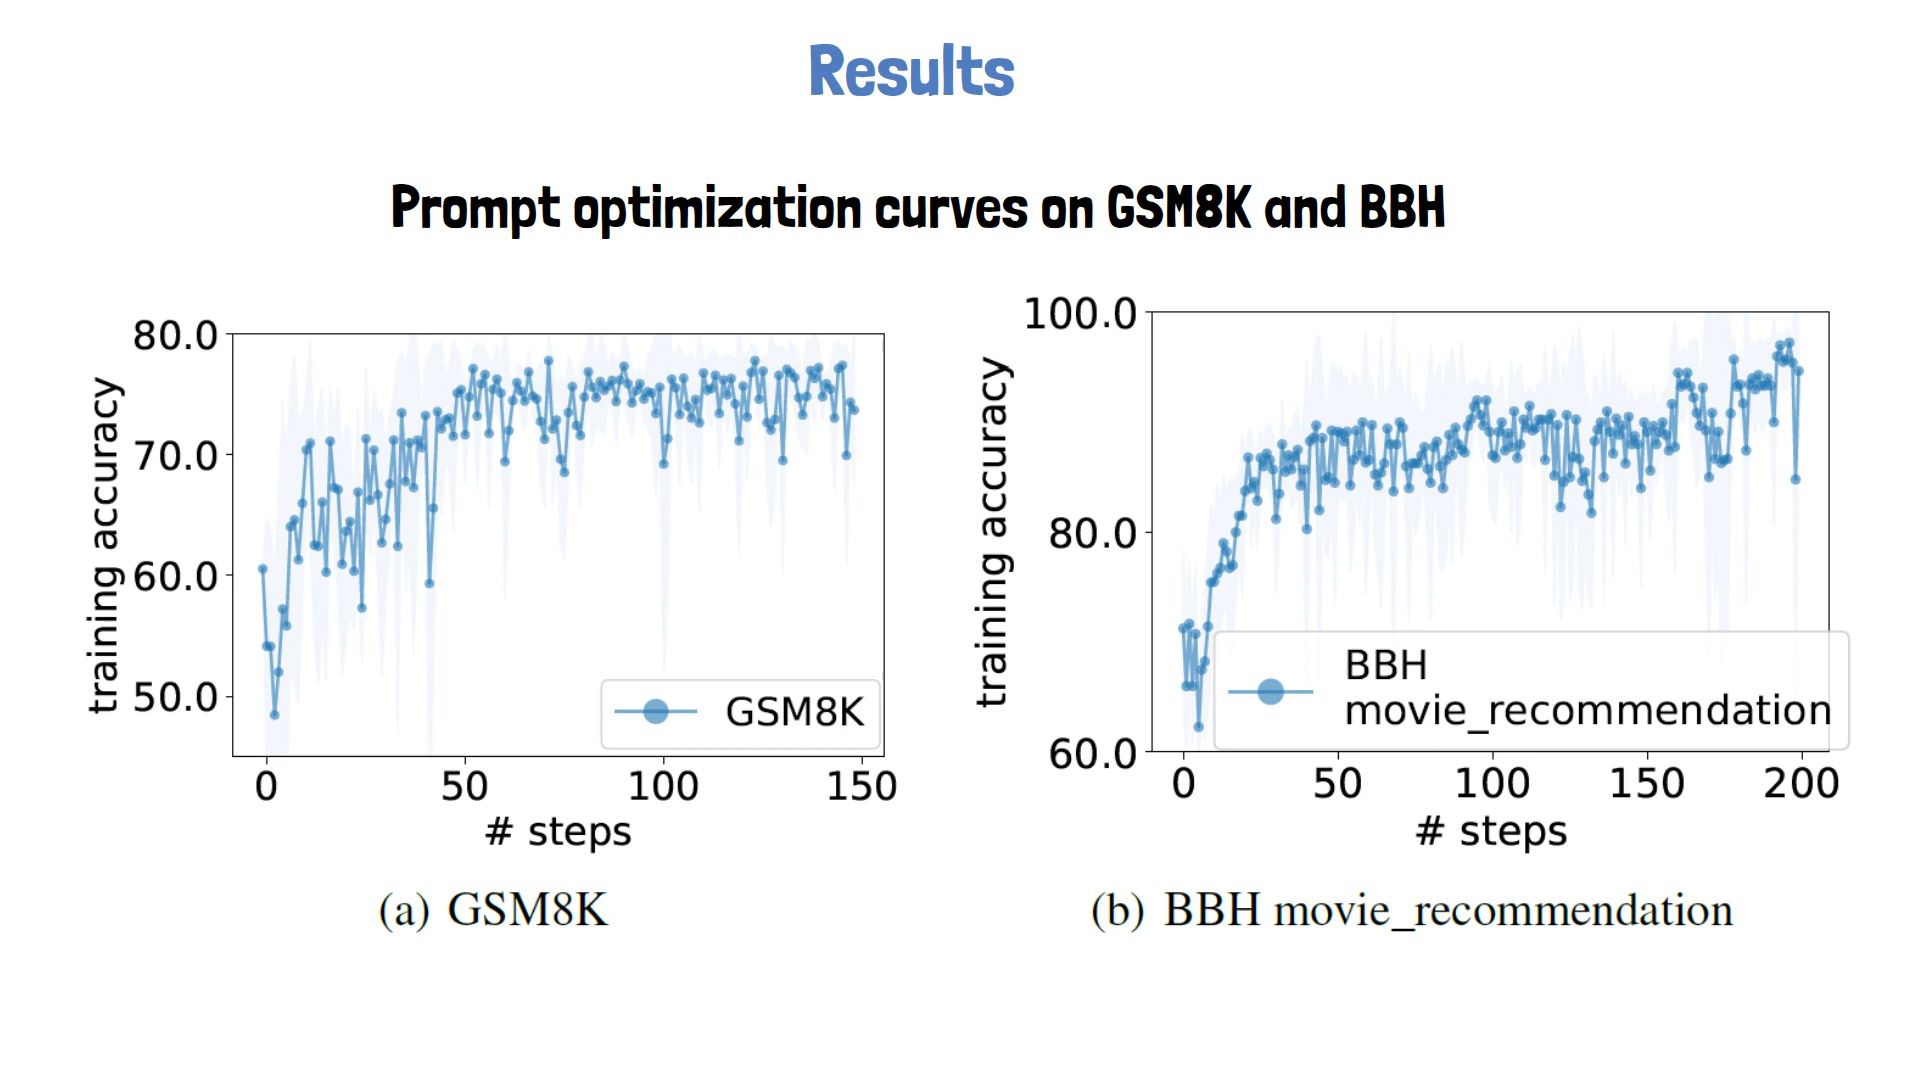 Results
Prompt optimization curves on GSM8K and BBH
80.0
70.0
60.0
50.0
training accuracy
0
50
100
150
# steps
GSM8K
(a) GSM8K
100.0
80.0
60.0
training accuracy
0
50
100
150
200
# steps
BBH
movie_recommendation
(b) BBH movie_recommendation